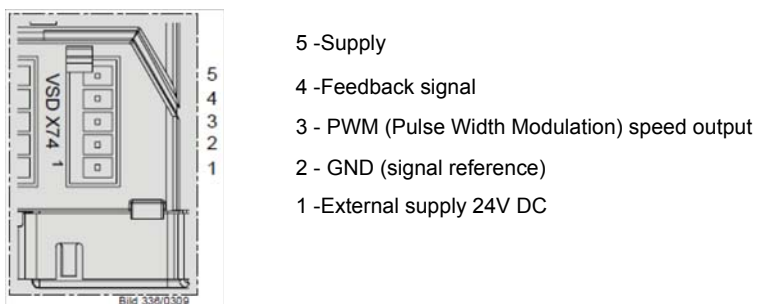 VSD X74 1
5
4
3
2
1
Bild 336/0309
5 -Supply
4 -Feedback signal
3 - PWM (Pulse Width Modulation) speed output
2 - GND (signal reference)
1 -External supply 24V DC